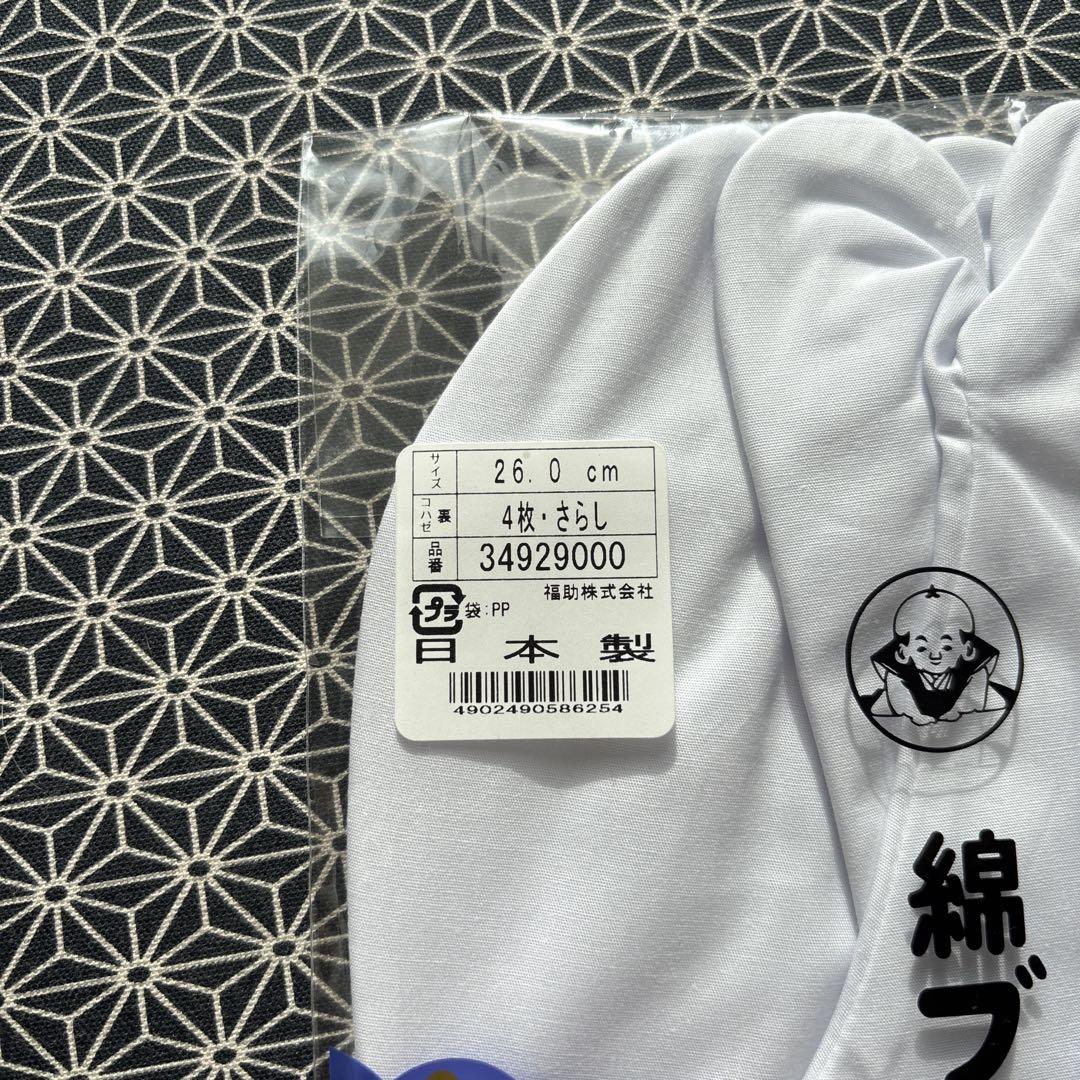 サイズ 26.0 cm
コハゼ 裏 4枚・さらし
品番 34929000
福助株式会社
プラ 袋:PP
日本製
4902490586254
綿ブ